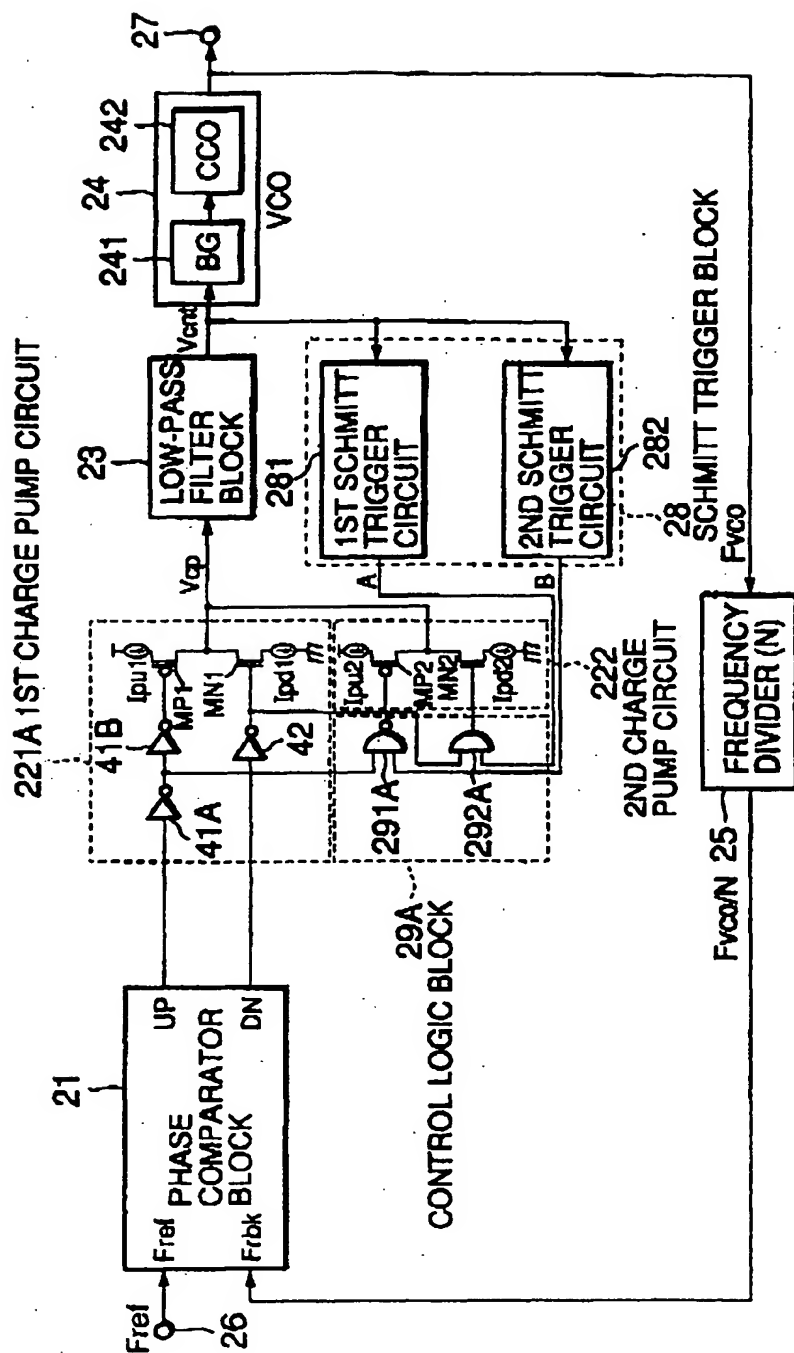 Fref
26
Fref
Frbk
PHASE
COMPARATOR
BLOCK
UP
DN
21
221A 1ST CHARGE PUMP CIRCUIT
41A
41B
42
Ipu1
MP1
MN1
Ipd1
Vcp
291A
292A
29A
CONTROL LOGIC BLOCK
Ipu2
MP2
MN2
Ipd2
222
2ND CHARGE
PUMP CIRCUIT
23
LOW-PASS
FILTER
BLOCK
Vcnt
A
B
281
1ST SCHMITT
TRIGGER
CIRCUIT
2ND SCHMITT
TRIGGER
CIRCUIT
282
28
SCHMITT TRIGGER BLOCK
241
24
242
BG
CCO
VCO
27
Fvco
FREQUENCY
DIVIDER (N)
25
Fvco/N